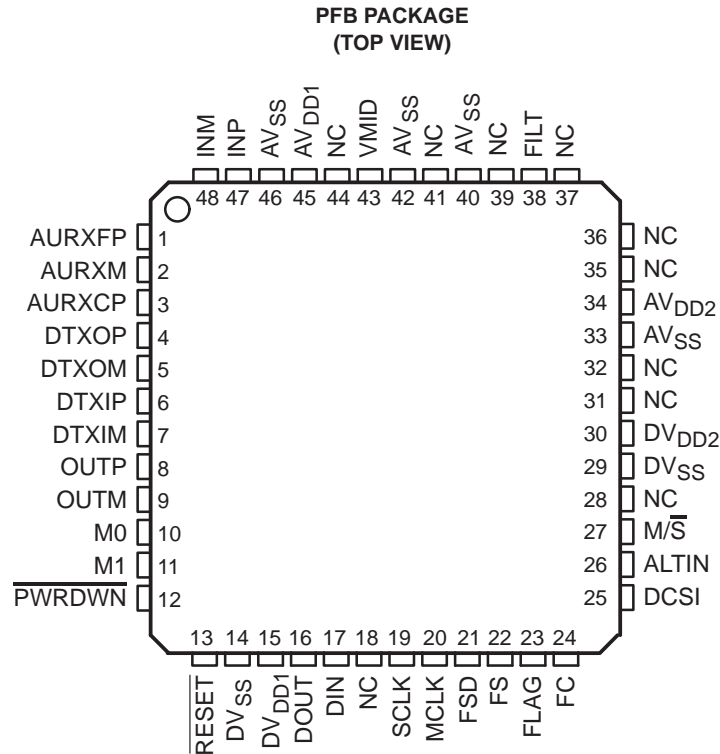 PFB PACKAGE
(TOP VIEW)
INM
INP
AVSS
AVDD1
NC
VMID
AVSS
NC
AVSS
NC
FILT
NC
48 47 46 45 44 43 42 41 40 39 38 37
AURXFP 1
AURXM 2
AURXCP 3
DTXOP 4
DTXOM 5
DTXIP 6
DTXIM 7
OUTP 8
OUTM 9
M0 10
M1 11
PWRDWN 12
36 NC
35 NC
34 AVDD2
33 AVSS
32 NC
31 NC
30 DVDD2
29 DVSS
28 NC
27 M/S
26 ALTIN
25 DCSI
13 14 15 16 17 18 19 20 21 22 23 24
RESET
DVSS
DVDD1
DOUT
DIN
NC
SCLK
MCLK
FSD
FS
FLAG
FC